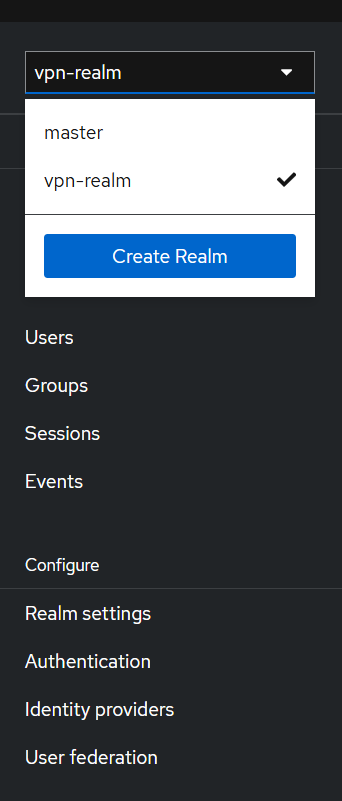 vpn-realm
master
vpn-realm
Create Realm
Users
Groups
Sessions
Events
Configure
Realm settings
Authentication
Identity providers
User federation